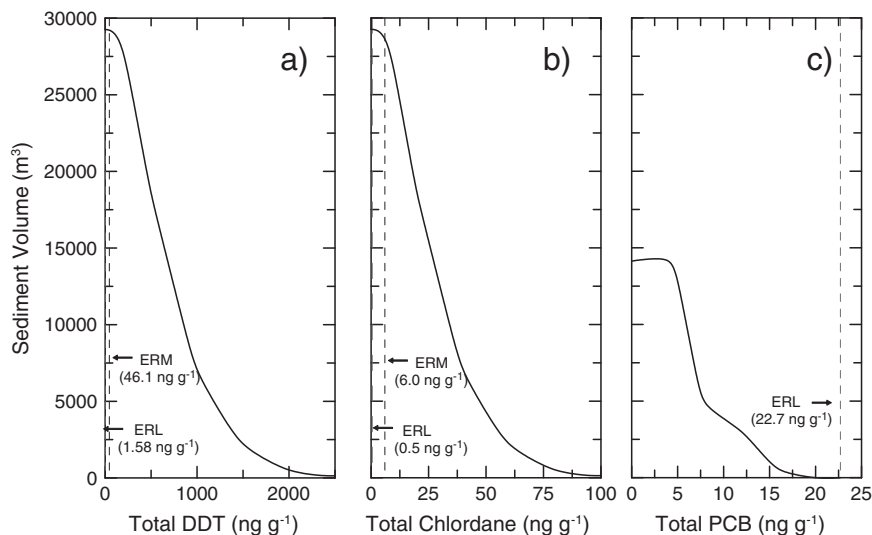 30000
25000
20000
15000
10000
5000
0
Sediment Volume (m³)
a)
ERM
(46.1 ng g⁻¹)
ERL
(1.58 ng g⁻¹)
0 1000 2000
Total DDT (ng g⁻¹)
b)
ERM
(6.0 ng g⁻¹)
ERL
(0.5 ng g⁻¹)
0 25 50 75 100
Total Chlordane (ng g⁻¹)
c)
ERL
(22.7 ng g⁻¹)
0 5 10 15 20 25
Total PCB (ng g⁻¹)